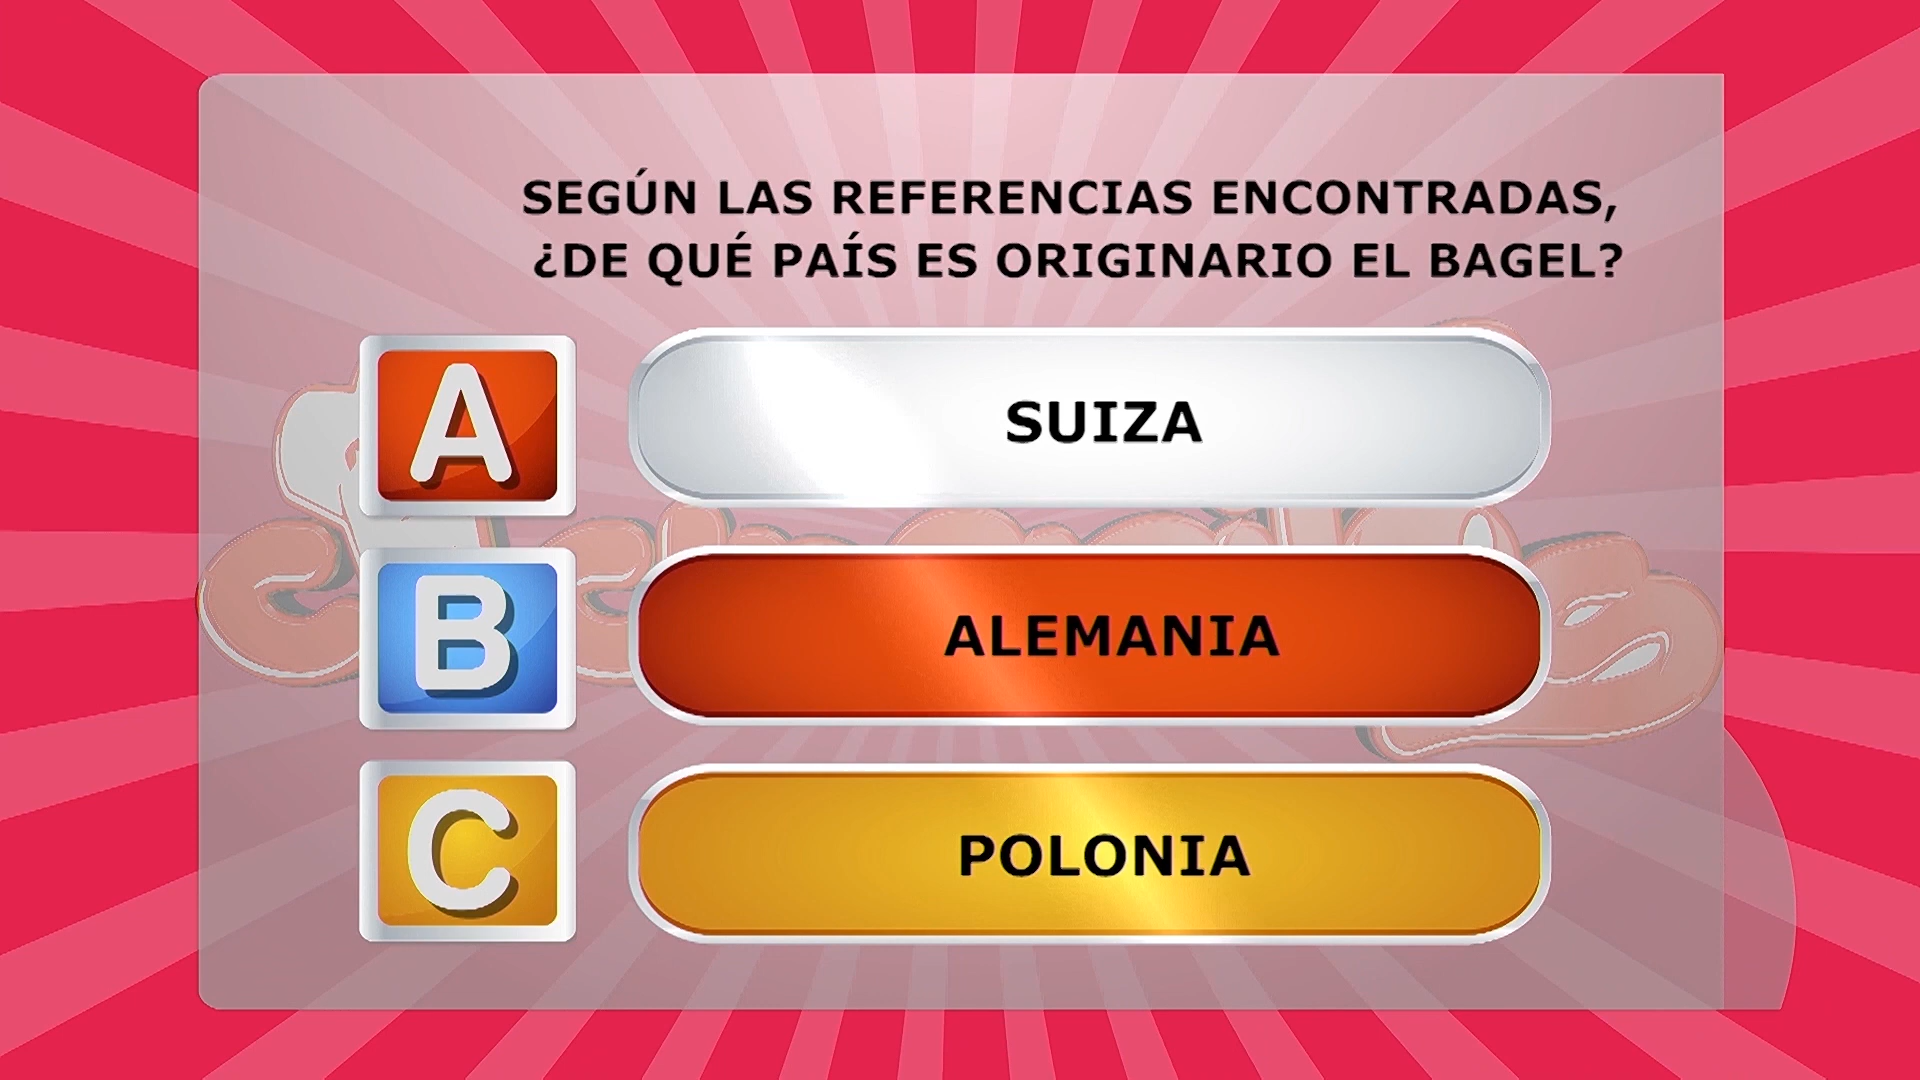 SEGÚN LAS REFERENCIAS ENCONTRADAS,
¿DE QUÉ PAÍS ES ORIGINARIO EL BAGEL?
A
SUIZA
B
ALEMANIA
C
POLONIA